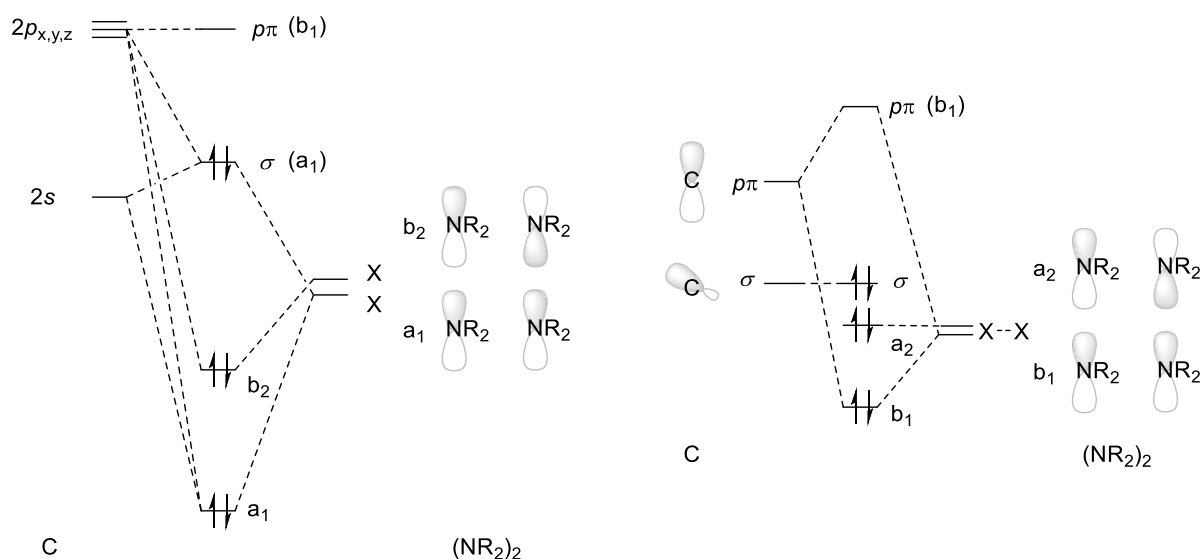 2px,y,z
pπ (b1)
σ (a1)
2s
X
X
b2 NR2 NR2
a1 NR2 NR2
b2
a1
C (NR2)2
pπ (b1)
C pπ
C σ σ
a2
X--X
a2 NR2 NR2
b1 NR2 NR2
b1
C (NR2)2